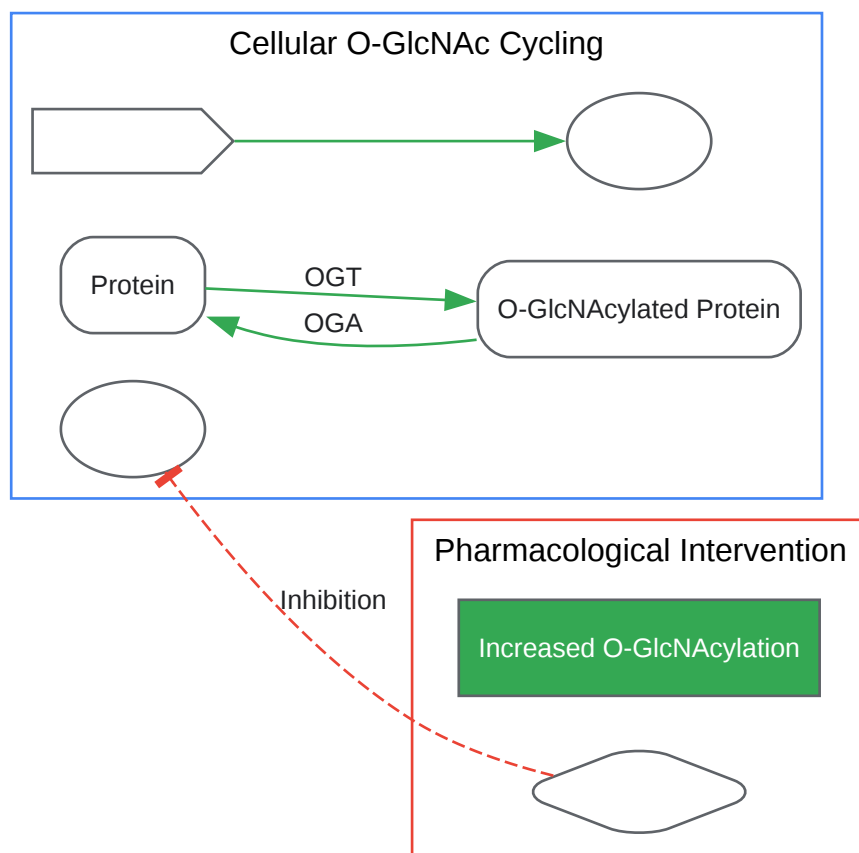 Cellular O-GlcNAc Cycling
Protein
OGT
OGA
O-GlcNAcylated Protein
Inhibition
Pharmacological Intervention
Increased O-GlcNAcylation